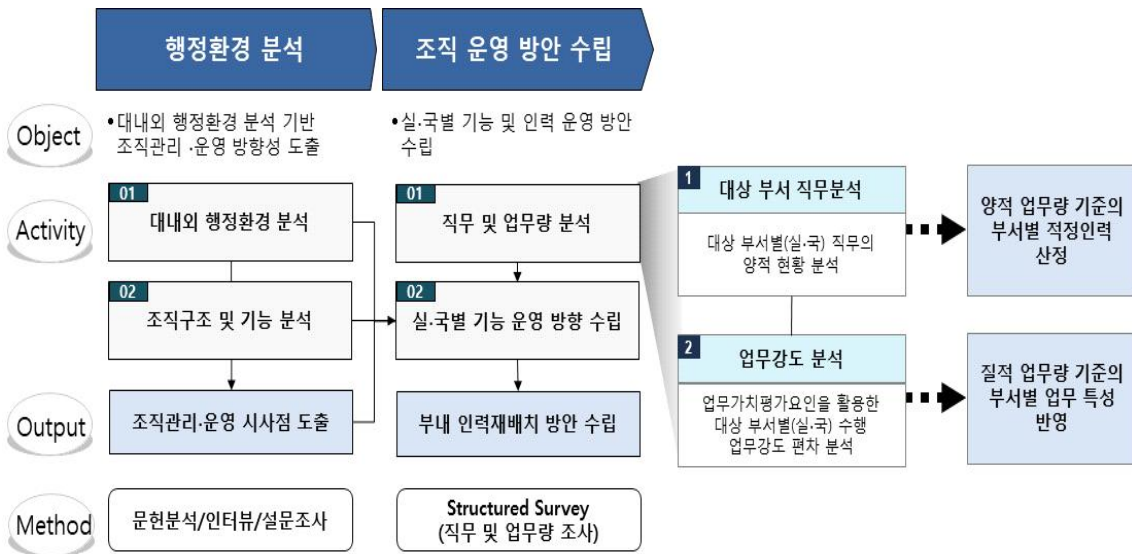 행정환경 분석
조직 운영 방안 수립
Object
•대내외 행정환경 분석 기반
조직관리 ·운영 방향성 도출
•실·국별 기능 및 인력 운영 방안
수립
Activity
01
대내외 행정환경 분석
02
조직구조 및 기능 분석
01
직무 및 업무량 분석
02
실·국별 기능 운영 방향 수립
1
대상 부서 직무분석
대상 부서별(실·국) 직무의
양적 현황 분석
양적 업무량 기준의
부서별 적정인력
산정
2
업무강도 분석
업무가치평가요인을 활용한
대상 부서별(실·국) 수행
업무강도 편차 분석
질적 업무량 기준의
부서별 업무 특성
반영
Output
조직관리·운영 시사점 도출
부내 인력재배치 방안 수립
Method
문헌분석/인터뷰/설문조사
Structured Survey
(직무 및 업무량 조사)